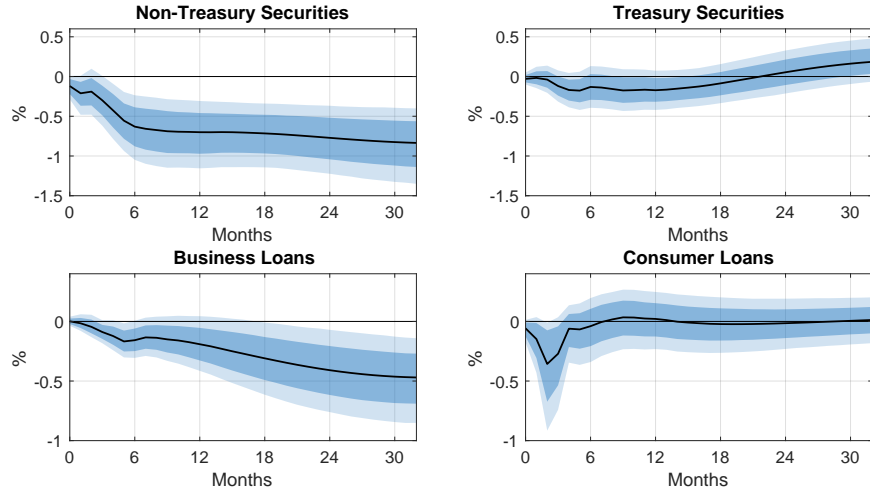 Non-Treasury Securities
0.5
0
-0.5
-1
-1.5
%
0 6 12 18 24 30
Months
Treasury Securities
0.5
0
-0.5
-1
-1.5
%
0 6 12 18 24 30
Months
Business Loans
0
-0.5
-1
%
0 6 12 18 24 30
Months
Consumer Loans
0
-0.5
-1
%
0 6 12 18 24 30
Months